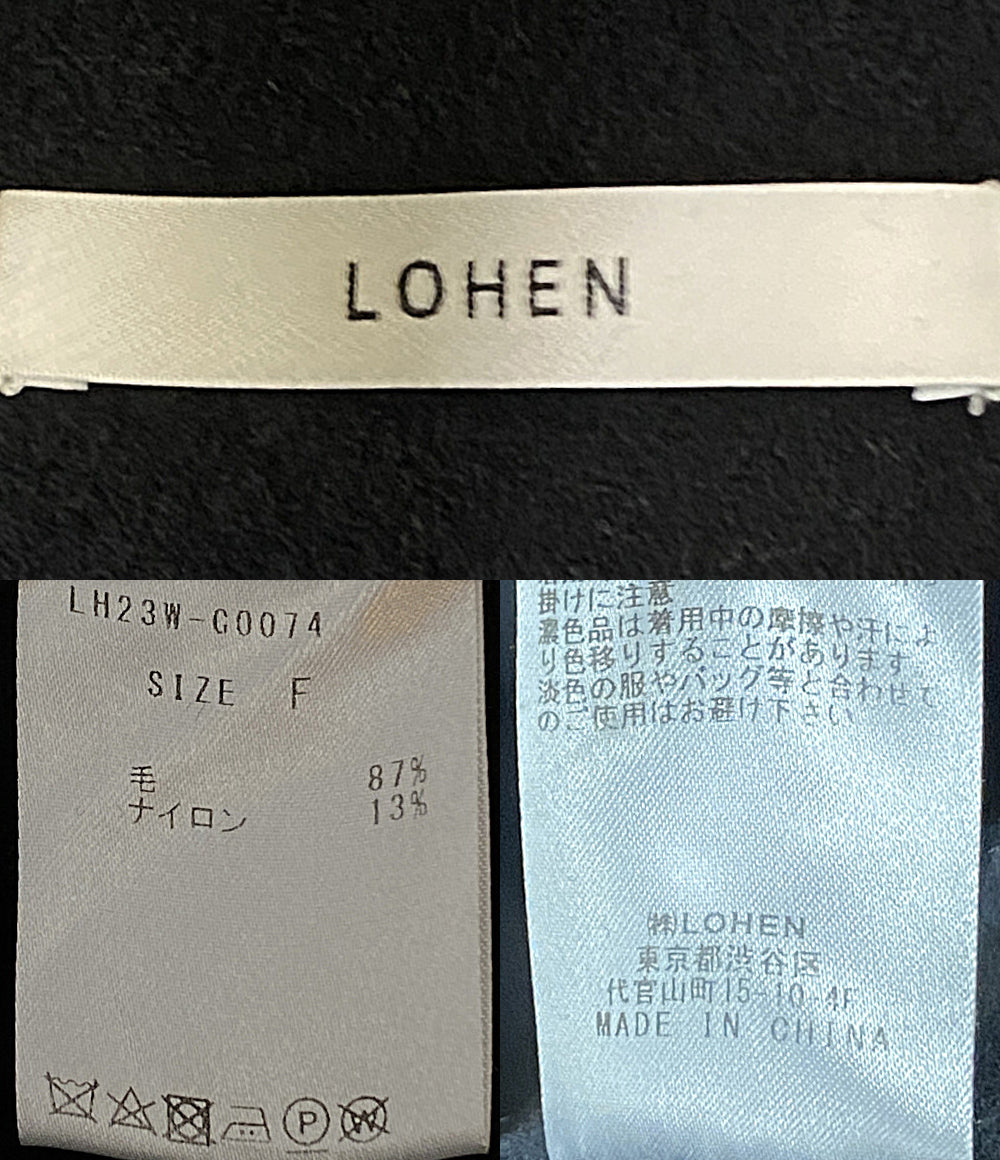 LOHEN
LH23W-C0074
SIZE F
毛 87%
ナイロン 13%
P
W
掛けに注意
濃色品は着用中の摩擦や汗によ
り色移りすることがあります
淡色の服やバッグ等と合わせて
のご使用はお避け下さい
㈱LOHEN
東京都渋谷区
代官山町15-10-4F
MADE IN CHINA